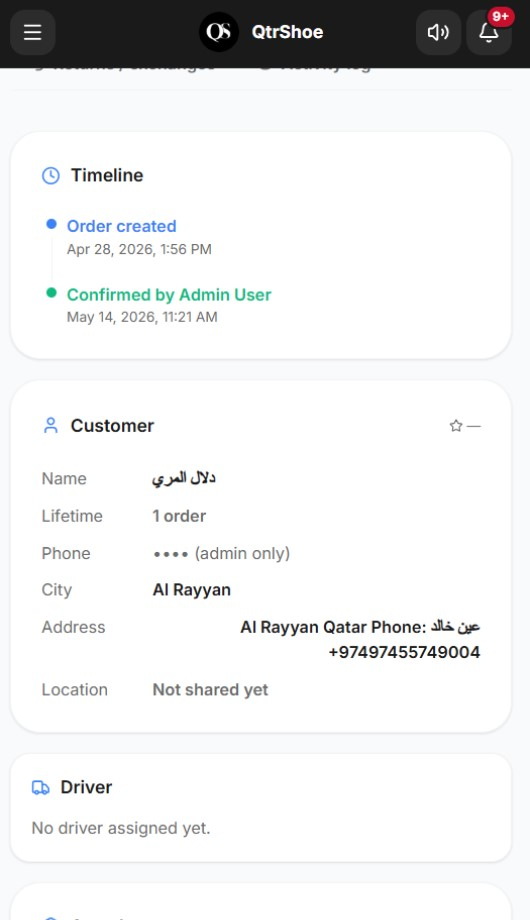 QS QtrShoe 9+
Timeline
Order created
Apr 28, 2026, 1:56 PM
Confirmed by Admin User
May 14, 2026, 11:21 AM
Customer —
Name دلال المري
Lifetime 1 order
Phone •••• (admin only)
City Al Rayyan
Address Al Rayyan Qatar Phone: عين خالد
+97497455749004
Location Not shared yet
Driver
No driver assigned yet.